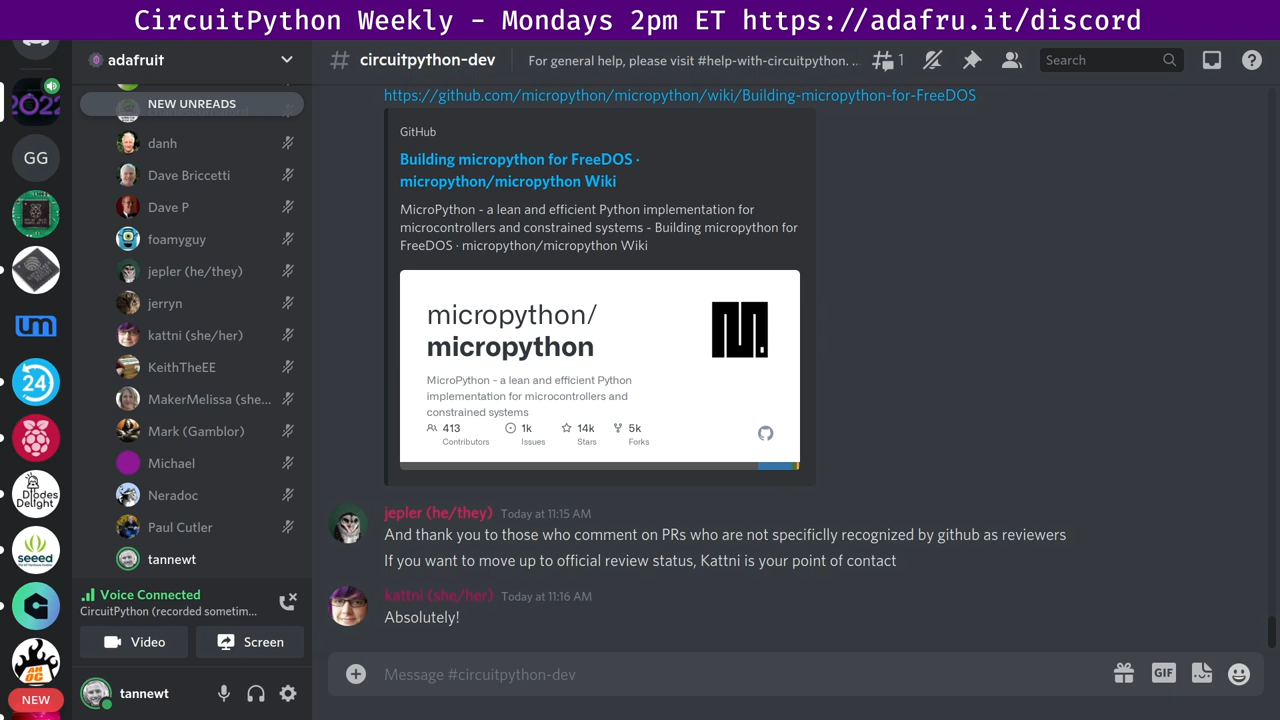 CircuitPython Weekly - Mondays 2pm ET https://adafru.it/discord
adafruit
# circuitpython-dev
For general help, please visit #help-with-circuitpython. ...
1
Search
2022
GG
24
Diodes
Delight
seeed
NEW
NEW UNREADS
danh
Dave Briccetti
Dave P
foamyguy
jepler (he/they)
jerryn
kattni (she/her)
KeithTheEE
MakerMelissa (she...
Mark (Gamblor)
Michael
Neradoc
Paul Cutler
tannewt
Voice Connected
CircuitPython (recorded sometim...
Video
Screen
tannewt
https://github.com/micropython/micropython/wiki/Building-micropython-for-FreeDOS
GitHub
Building micropython for FreeDOS ·
micropython/micropython Wiki
MicroPython - a lean and efficient Python implementation for
microcontrollers and constrained systems - Building micropython for
FreeDOS · micropython/micropython Wiki
micropython/
micropython
MicroPython - a lean and efficient Python
implementation for microcontrollers and
constrained systems
413
Contributors
1k
Issues
14k
Stars
5k
Forks
jepler (he/they) Today at 11:15 AM
And thank you to those who comment on PRs who are not specificlly recognized by github as reviewers
If you want to move up to official review status, Kattni is your point of contact
kattni (she/her) Today at 11:16 AM
Absolutely!
Message #circuitpython-dev
GIF